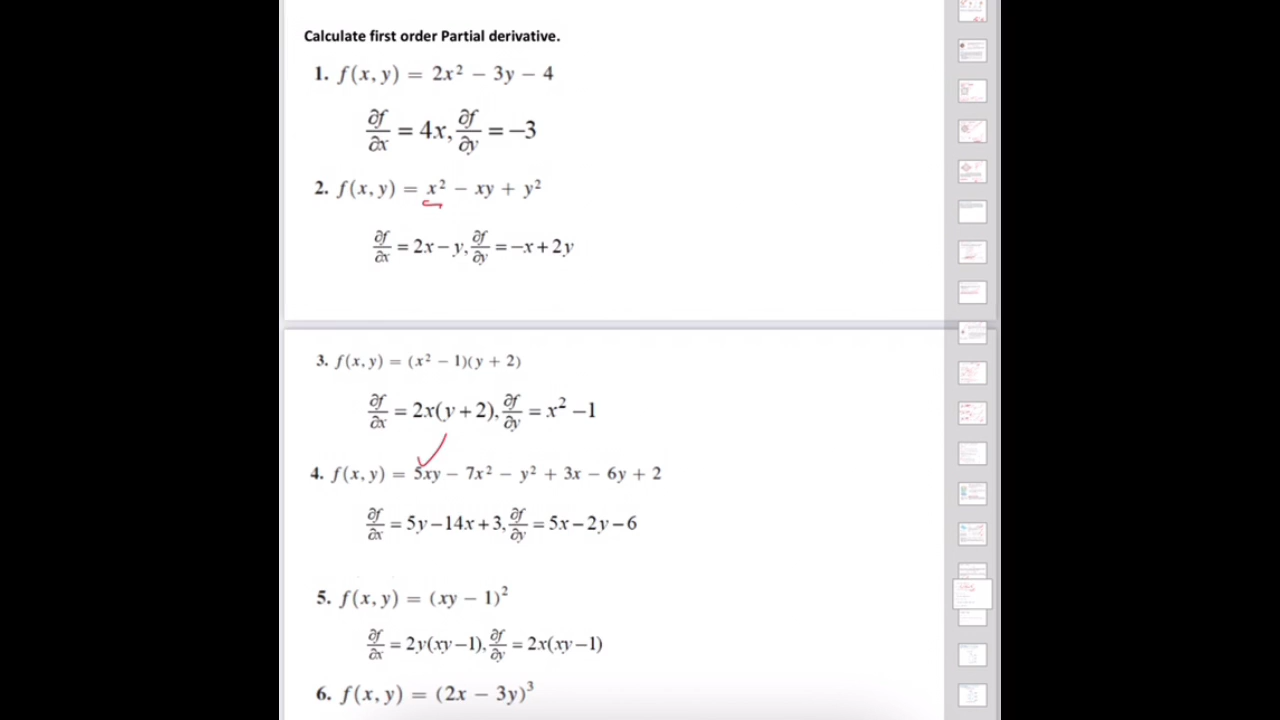 Calculate first order Partial derivative.
1. f(x, y) = 2x² − 3y − 4
∂f/∂x = 4x, ∂f/∂y = −3
2. f(x, y) = x² − xy + y²
∂f/∂x = 2x − y, ∂f/∂y = −x + 2y
3. f(x, y) = (x² − 1)(y + 2)
∂f/∂x = 2x(y + 2), ∂f/∂y = x² − 1
4. f(x, y) = 5xy − 7x² − y² + 3x − 6y + 2
∂f/∂x = 5y − 14x + 3, ∂f/∂y = 5x − 2y − 6
5. f(x, y) = (xy − 1)²
∂f/∂x = 2y(xy − 1), ∂f/∂y = 2x(xy − 1)
6. f(x, y) = (2x − 3y)³